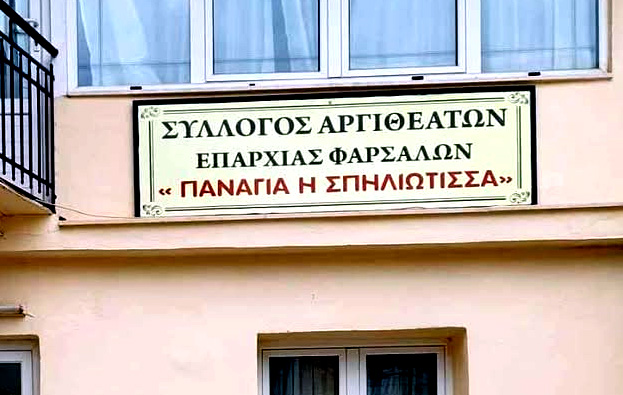 ΣΥΛΛΟΓΟΣ ΑΡΓΙΘΕΑΤΩΝ
ΕΠΑΡΧΙΑΣ ΦΑΡΣΑΛΩΝ
« ΠΑΝΑΓΙΑ Η ΣΠΗΛΙΩΤΙΣΣΑ»